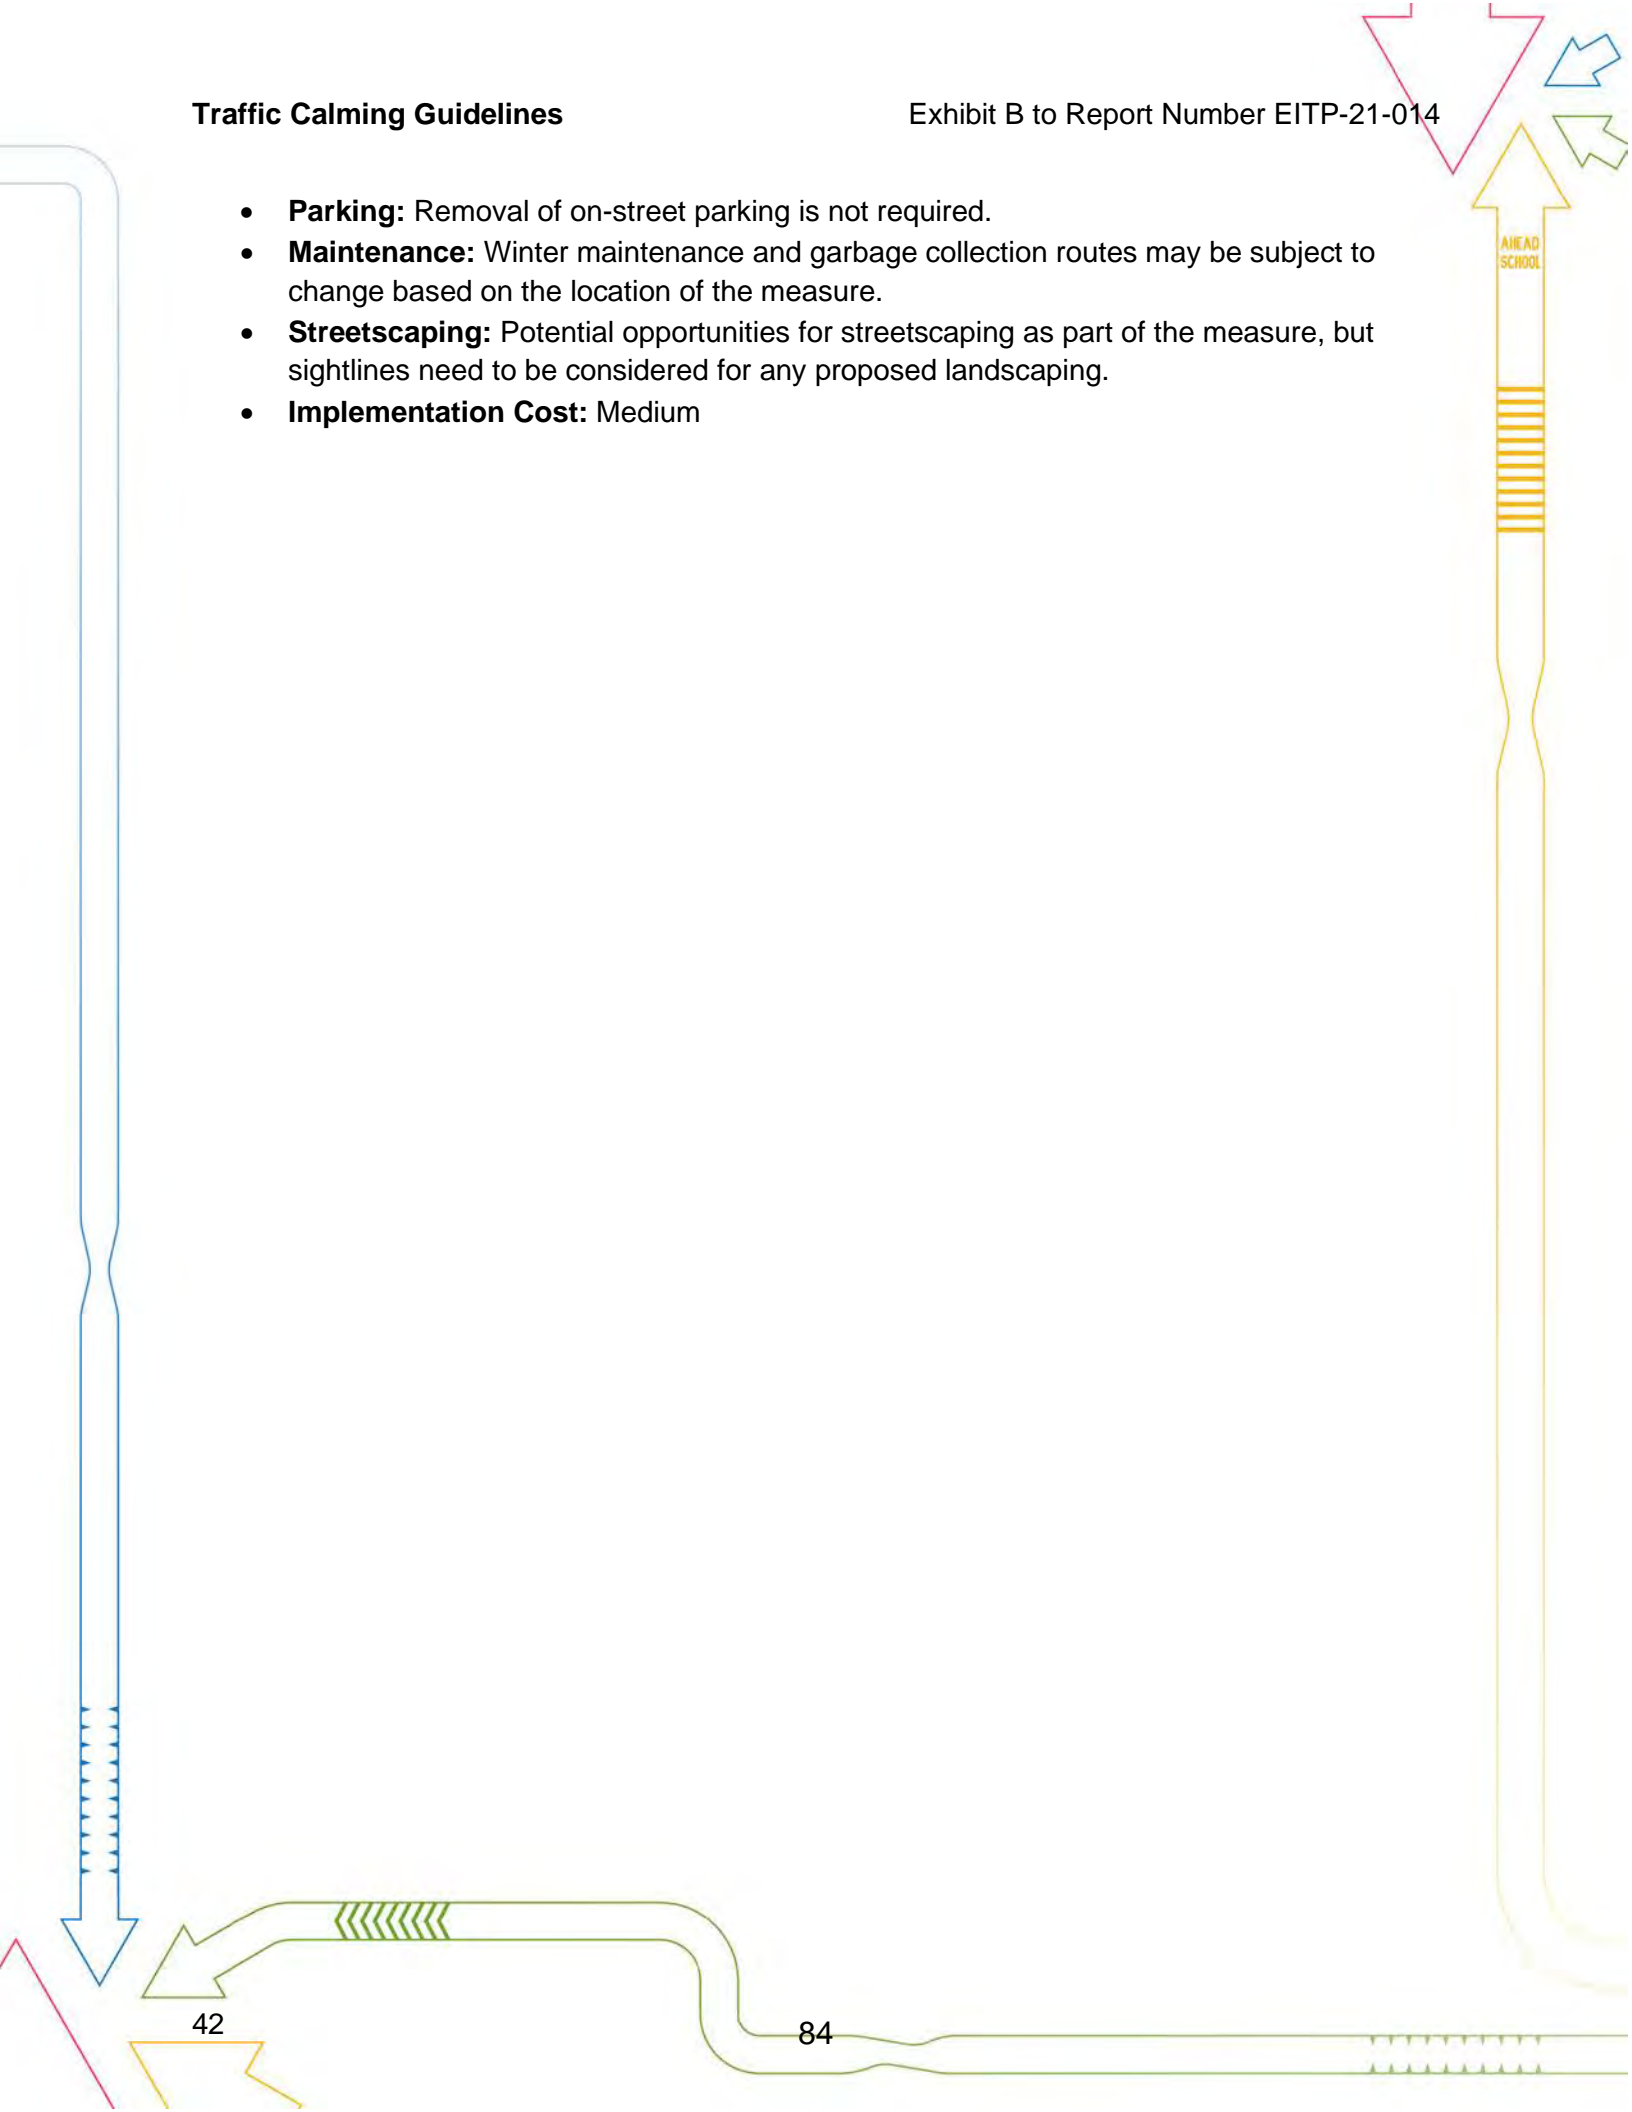 Traffic Calming Guidelines Exhibit B to Report Number EITP-21-014
AHEAD
SCHOOL
• Parking: Removal of on-street parking is not required.
• Maintenance: Winter maintenance and garbage collection routes may be subject to
change based on the location of the measure.
• Streetscaping: Potential opportunities for streetscaping as part of the measure, but
sightlines need to be considered for any proposed landscaping.
• Implementation Cost: Medium
42
84